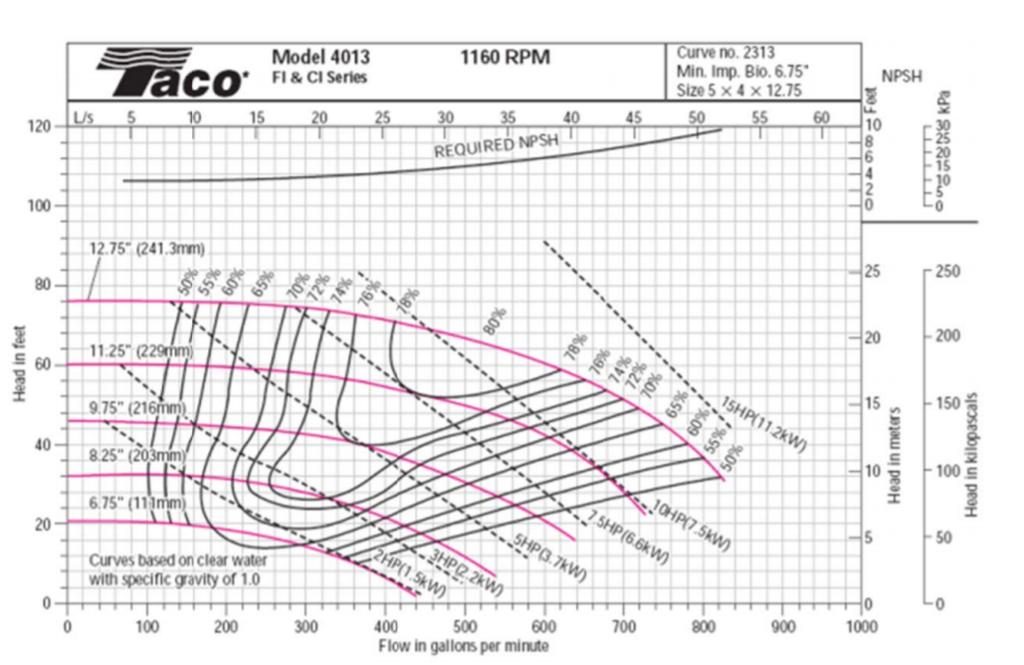 Taco
Model 4013
FI & CI Series
1160 RPM
Curve no. 2313
Min. Imp. Bio. 6.75"
Size 5 × 4 × 12.75
NPSH
Feet
kPa
L/s 5 10 15 20 25 30 35 40 45 50 55 60
REQUIRED NPSH
10
8
6
4
2
0
30
25
20
15
10
5
0
120
100
80
60
40
20
0
Head in feet
12.75" (241.3mm)
11.25" (229mm)
9.75" (216mm)
8.25" (203mm)
6.75" (111mm)
50% 55% 60% 65% 70% 72% 74% 76% 78% 80% 78% 76% 74% 72% 70% 65% 60% 55% 50%
15HP(11.2kW)
10HP(7.5kW)
7.5HP(6.6kW)
5HP(3.7kW)
3HP(2.2kW)
2HP(1.5kW)
Curves based on clear water
with specific gravity of 1.0
25
20
15
10
5
0
Head in meters
250
200
150
100
50
0
Head in kilopascals
0 100 200 300 400 500 600 700 800 900 1000
Flow in gallons per minute